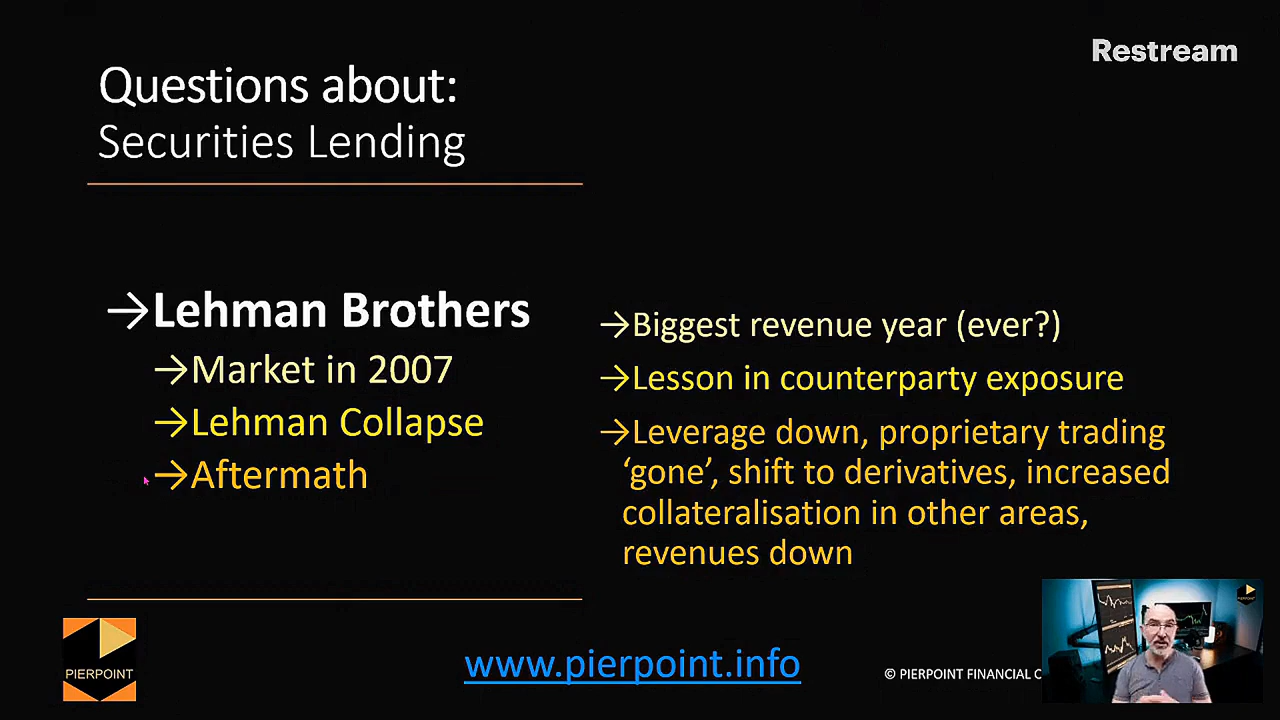 Restream
Questions about:
Securities Lending
→Lehman Brothers
→Market in 2007
→Lehman Collapse
→Aftermath
→Biggest revenue year (ever?)
→Lesson in counterparty exposure
→Leverage down, proprietary trading
‘gone’, shift to derivatives, increased
collateralisation in other areas,
revenues down
PIERPOINT
www.pierpoint.info
© PIERPOINT FINANCIAL C